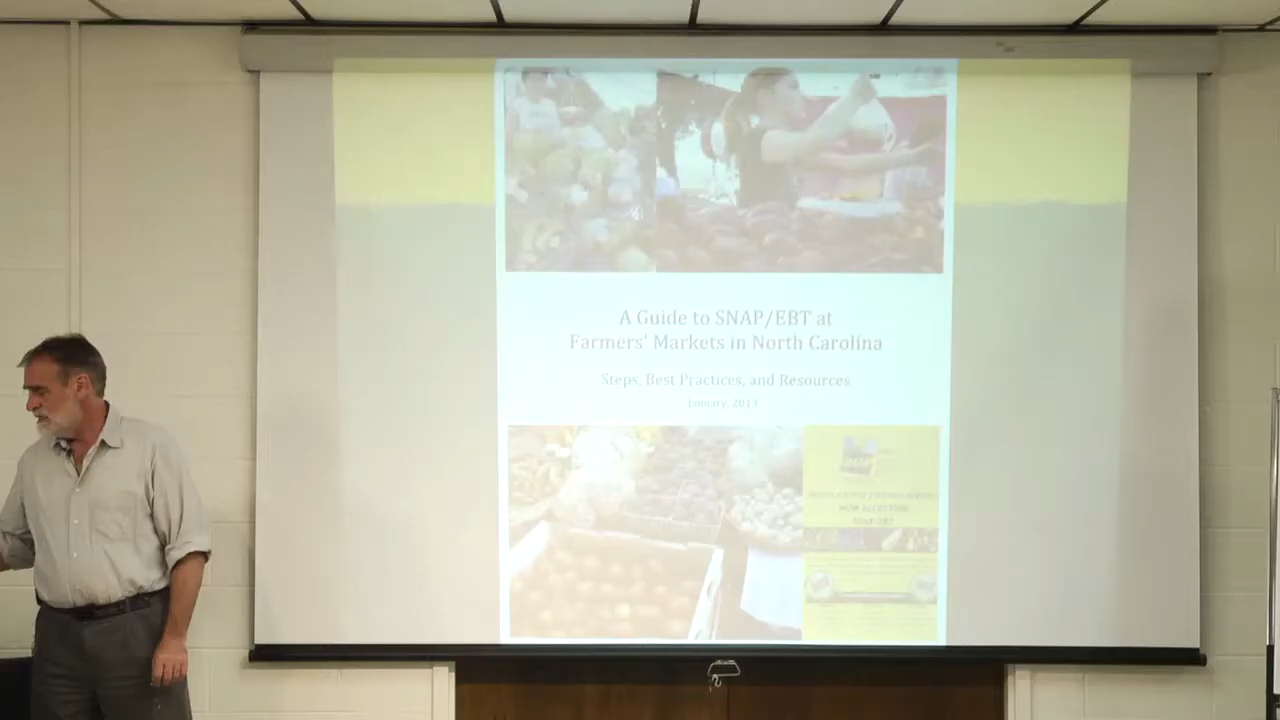 A Guide to SNAP/EBT at
Farmers' Markets in North Carolina
Steps, Best Practices, and Resources
January, 2013
NOW ACCEPTING
SNAP/EBT